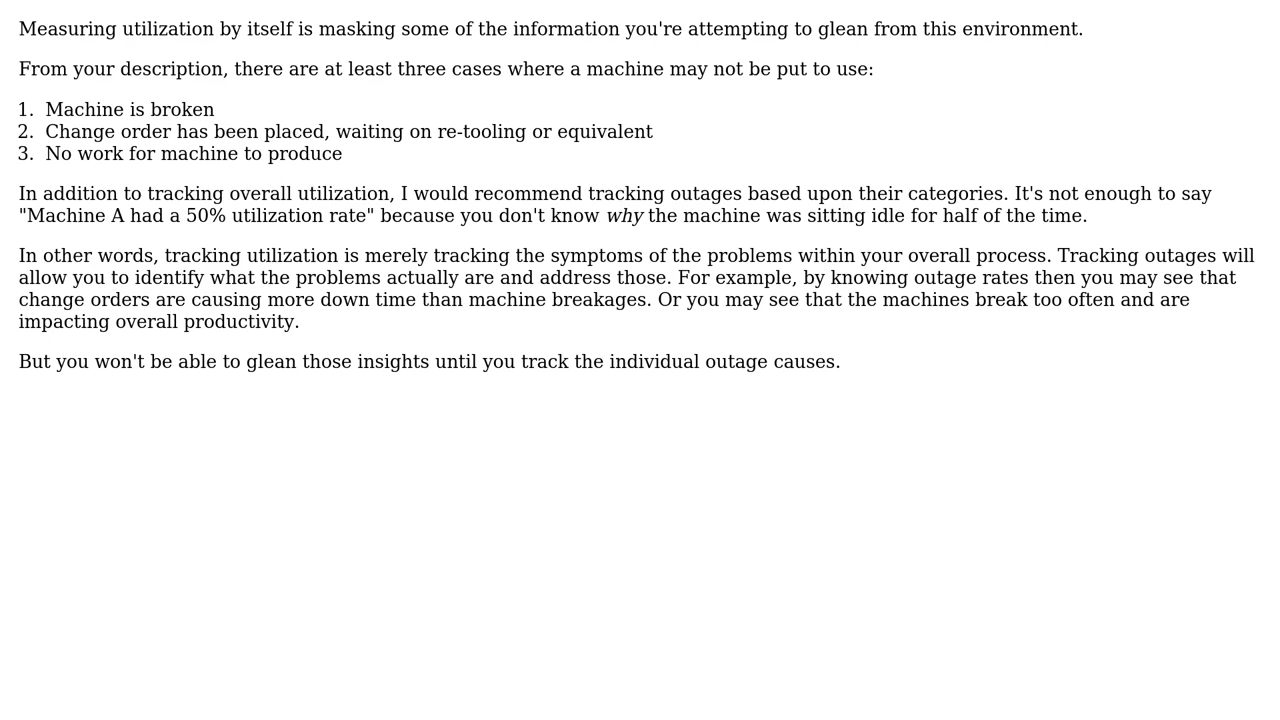 Measuring utilization by itself is masking some of the information you're attempting to glean from this environment.
From your description, there are at least three cases where a machine may not be put to use:
1. Machine is broken
2. Change order has been placed, waiting on re-tooling or equivalent
3. No work for machine to produce
In addition to tracking overall utilization, I would recommend tracking outages based upon their categories. It's not enough to say
"Machine A had a 50% utilization rate" because you don't know why the machine was sitting idle for half of the time.
In other words, tracking utilization is merely tracking the symptoms of the problems within your overall process. Tracking outages will
allow you to identify what the problems actually are and address those. For example, by knowing outage rates then you may see that
change orders are causing more down time than machine breakages. Or you may see that the machines break too often and are
impacting overall productivity.
But you won't be able to glean those insights until you track the individual outage causes.